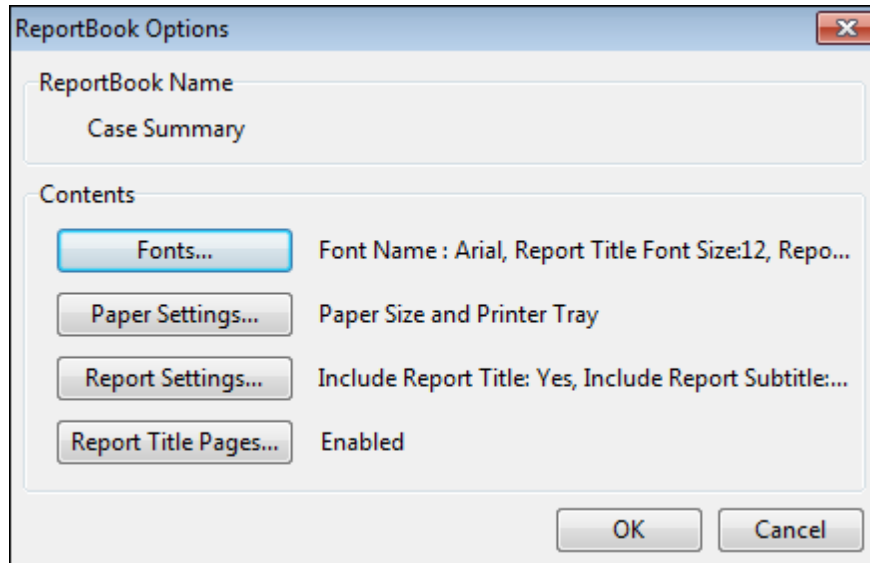 ReportBook Options
ReportBook Name
Case Summary
Contents
Fonts... Font Name : Arial, Report Title Font Size:12, Repo...
Paper Settings... Paper Size and Printer Tray
Report Settings... Include Report Title: Yes, Include Report Subtitle:...
Report Title Pages... Enabled
OK Cancel